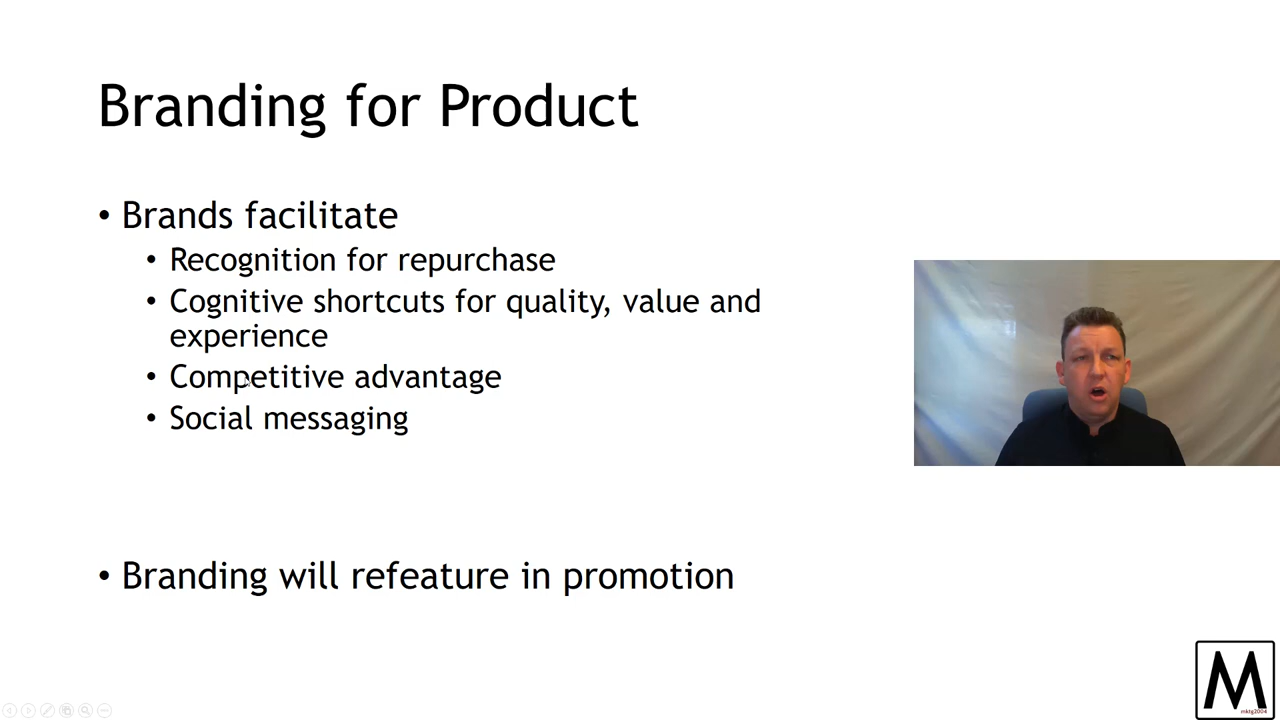 Branding for Product
• Brands facilitate
• Recognition for repurchase
• Cognitive shortcuts for quality, value and
experience
• Competitive advantage
• Social messaging
• Branding will refeature in promotion
M
mktg2004